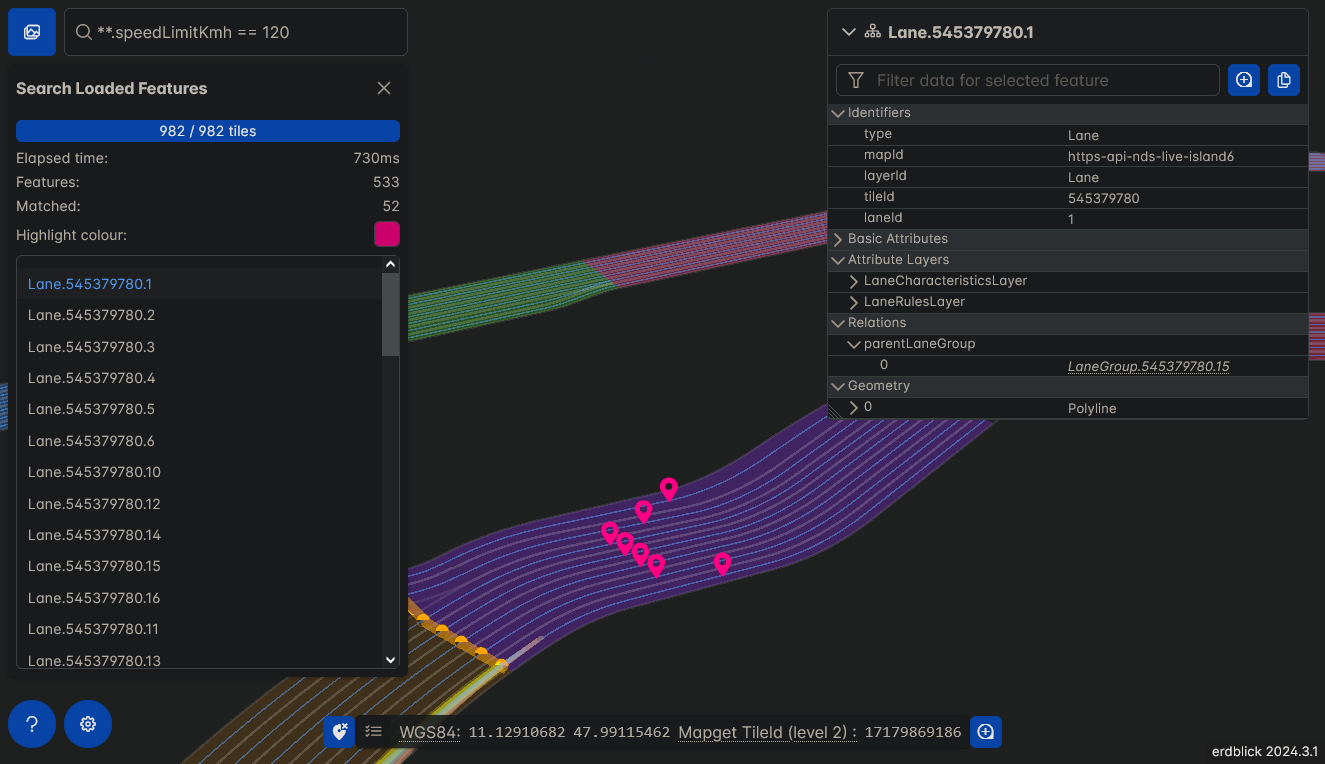 **.speedLimitKmh == 120
Search Loaded Features
982 / 982 tiles
Elapsed time: 730ms
Features: 533
Matched: 52
Highlight colour:
Lane.545379780.1
Lane.545379780.2
Lane.545379780.3
Lane.545379780.4
Lane.545379780.5
Lane.545379780.6
Lane.545379780.10
Lane.545379780.12
Lane.545379780.14
Lane.545379780.15
Lane.545379780.16
Lane.545379780.11
Lane.545379780.13
Lane.545379780.1
Filter data for selected feature
Identifiers
type Lane
mapId https-api-nds-live-island6
layerId Lane
tileId 545379780
laneId 1
Basic Attributes
Attribute Layers
LaneCharacteristicsLayer
LaneRulesLayer
Relations
parentLaneGroup
0 LaneGroup.545379780.15
Geometry
0 Polyline
?
WGS84: 11.12910682 47.99115462 Mapget TileId (level 2) : 17179869186
erdblick 2024.3.1